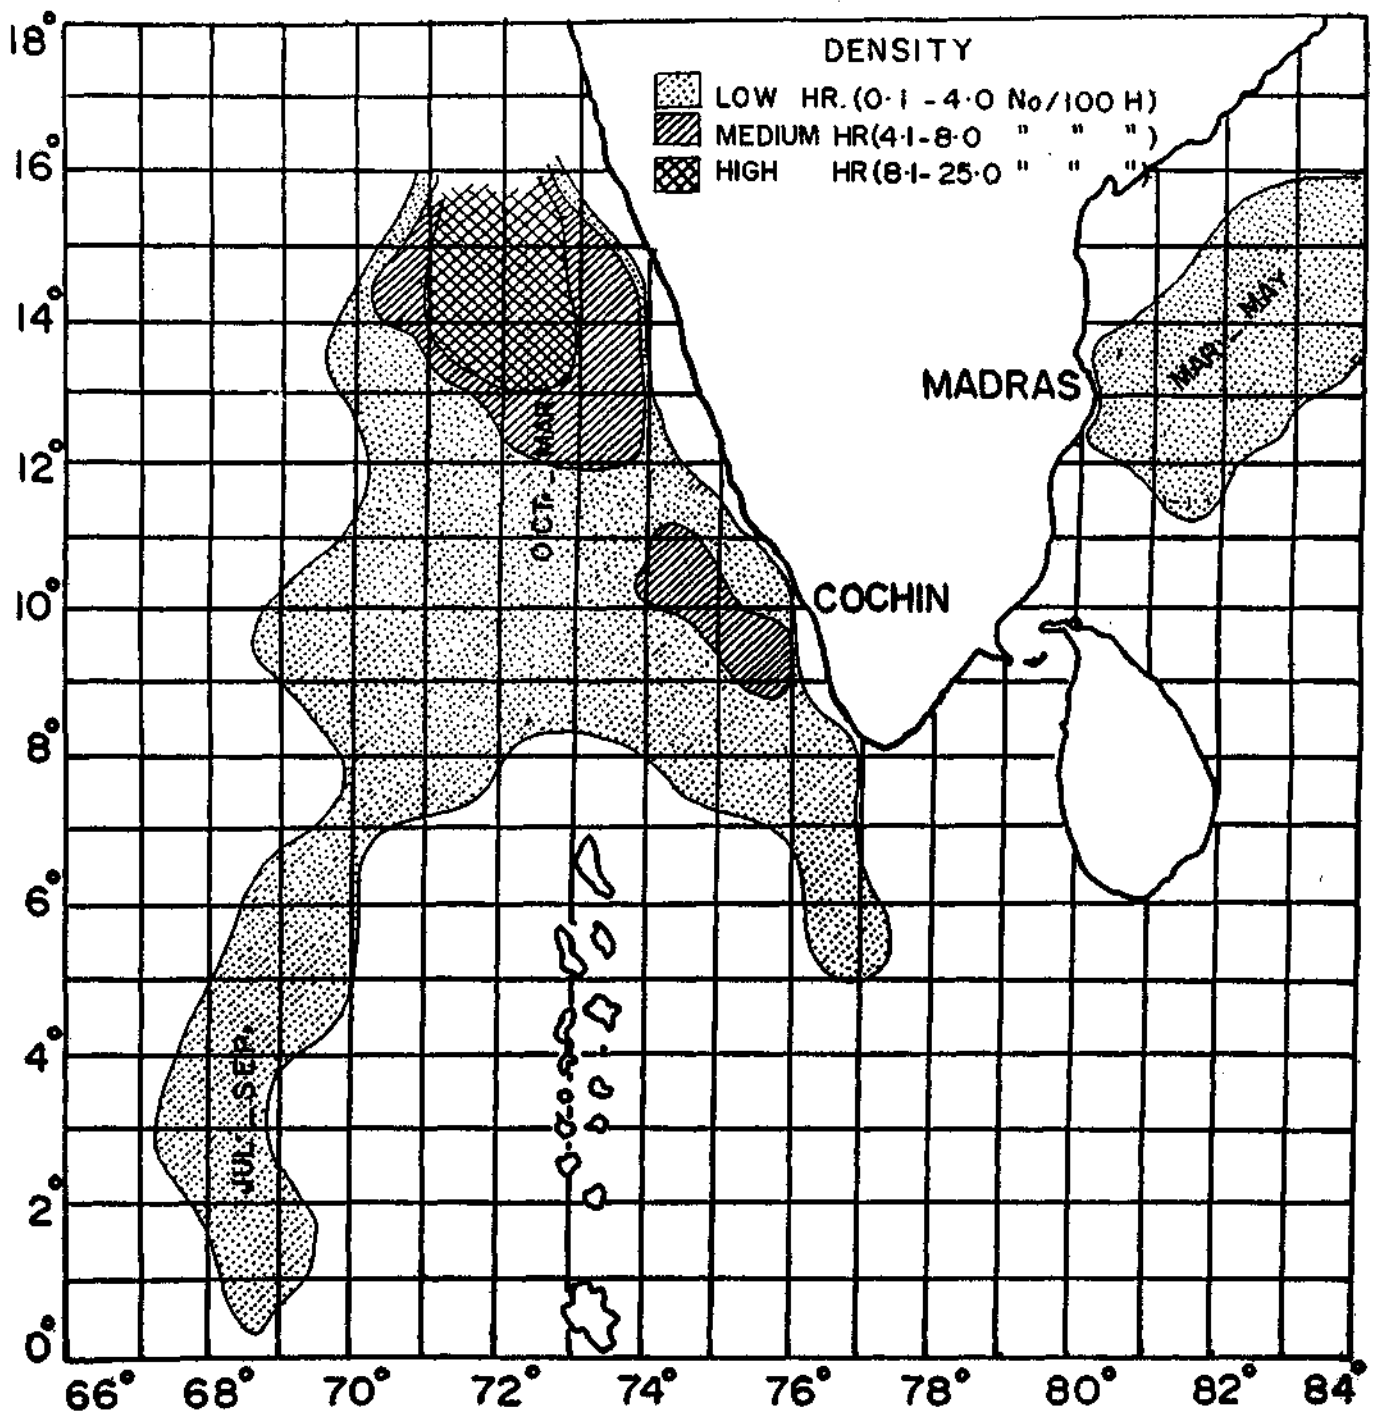 DENSITY
LOW HR. (0·1 - 4·0 No/100 H)
MEDIUM HR (4·1-8·0 " " ")
HIGH HR (8·1-25·0 " " ")
18°
16°
14°
12°
10°
8°
6°
4°
2°
0°
MAR — MAY
MADRAS
OCT. — MAR
COCHIN
JUL. — SEP.
66° 68° 70° 72° 74° 76° 78° 80° 82° 84°